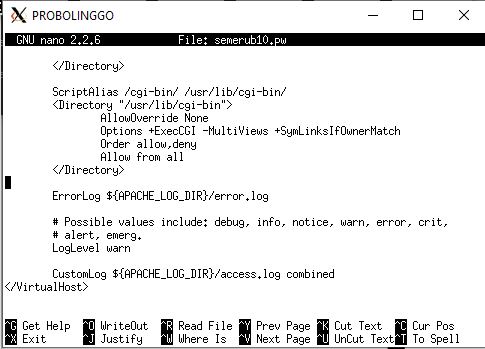 PROBOLINGGO
GNU nano 2.2.6 File: semerub10.pw
</Directory>
ScriptAlias /cgi-bin/ /usr/lib/cgi-bin/
<Directory "/usr/lib/cgi-bin">
AllowOverride None
Options +ExecCGI -MultiViews +SymLinksIfOwnerMatch
Order allow,deny
Allow from all
</Directory>
ErrorLog ${APACHE_LOG_DIR}/error.log
# Possible values include: debug, info, notice, warn, error, crit,
# alert, emerg.
LogLevel warn
CustomLog ${APACHE_LOG_DIR}/access.log combined
</VirtualHost>
^G Get Help ^O WriteOut ^R Read File ^Y Prev Page ^K Cut Text ^C Cur Pos
^X Exit ^J Justify ^W Where Is ^V Next Page ^U UnCut Text ^T To Spell